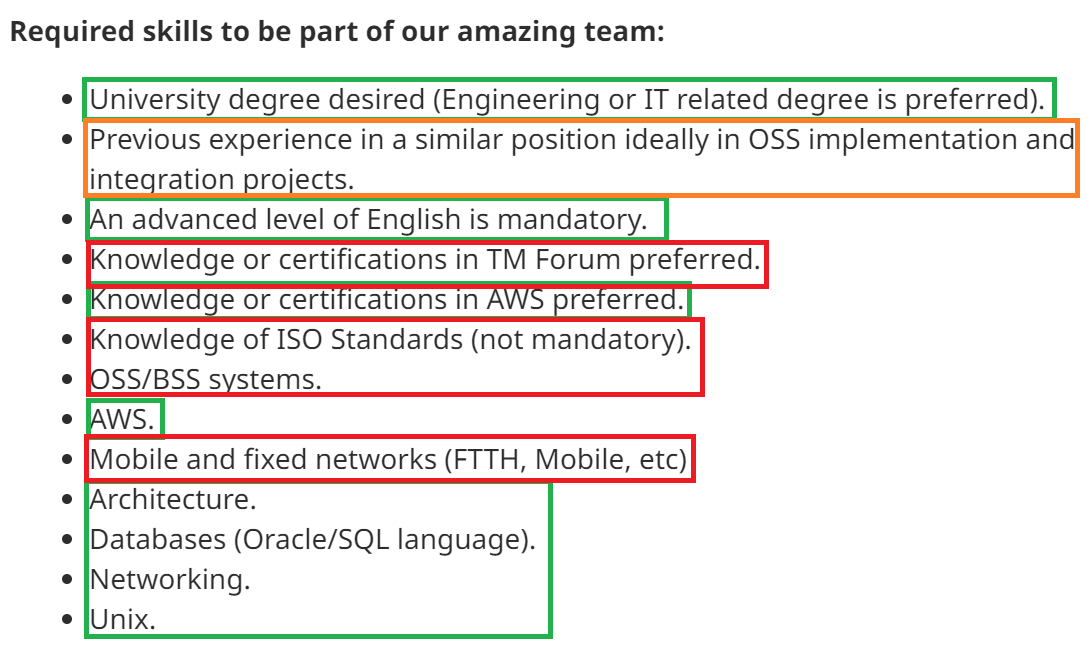 Required skills to be part of our amazing team:
University degree desired (Engineering or IT related degree is preferred).
Previous experience in a similar position ideally in OSS implementation and
integration projects.
An advanced level of English is mandatory.
Knowledge or certifications in TM Forum preferred.
Knowledge or certifications in AWS preferred.
Knowledge of ISO Standards (not mandatory).
OSS/BSS systems.
AWS.
Mobile and fixed networks (FTTH, Mobile, etc)
Architecture.
Databases (Oracle/SQL language).
Networking.
Unix.